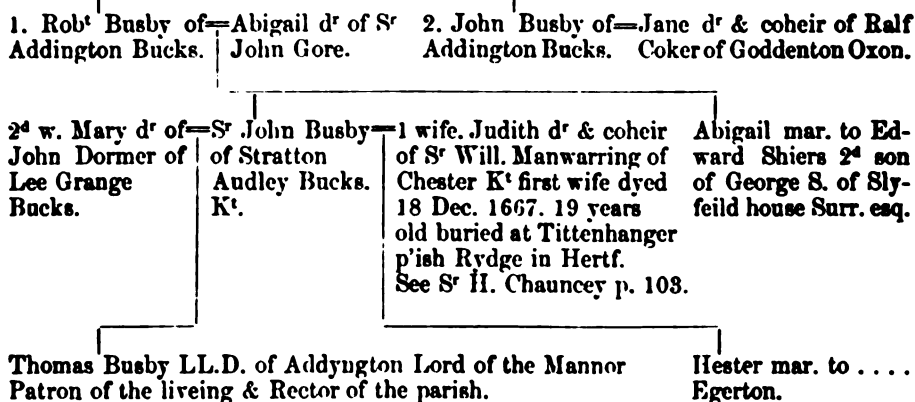 1. Robᵗ Busby of=Abigail dʳ of Sʳ
Addington Bucks. John Gore.
2. John Busby of=Jane dʳ & coheir of Ralf
Addington Bucks. Coker of Goddenton Oxon.
2ᵈ w. Mary dʳ of=Sʳ John Busby=1 wife. Judith dʳ & coheir
John Dormer of of Stratton of Sʳ Will. Manwarring of
Lee Grange Audley Bucks. Chester Kᵗ first wife dyed
Bucks. Kᵗ. 18 Dec. 1667. 19 years
old buried at Tittenhanger
p'ish Rydge in Hertf.
See Sʳ H. Chauncey p. 103.
Abigail mar. to Ed-
ward Shiers 2ᵈ son
of George S. of Sly-
feild house Surr. esq.
Thomas Busby LL.D. of Addyngton Lord of the Mannor
Patron of the liveing & Rector of the parish.
Hester mar. to ....
Egerton.